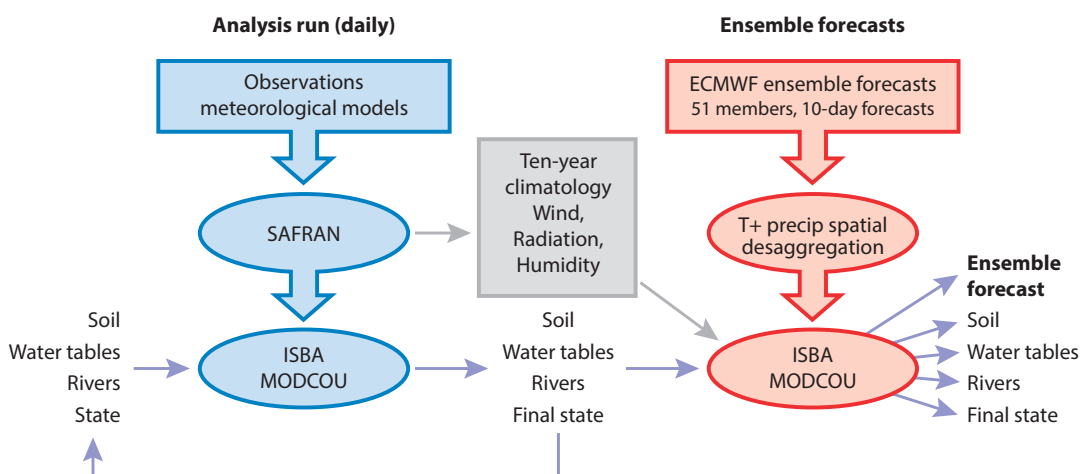 Analysis run (daily)
Ensemble forecasts
Observations
meteorological models
ECMWF ensemble forecasts
51 members, 10-day forecasts
Ten-year
climatology
Wind,
Radiation,
Humidity
SAFRAN
T+ precip spatial
desaggregation
Ensemble
forecast
Soil
Water tables
Rivers
State
ISBA
MODCOU
Soil
Water tables
Rivers
Final state
ISBA
MODCOU
Soil
Water tables
Rivers
Final state